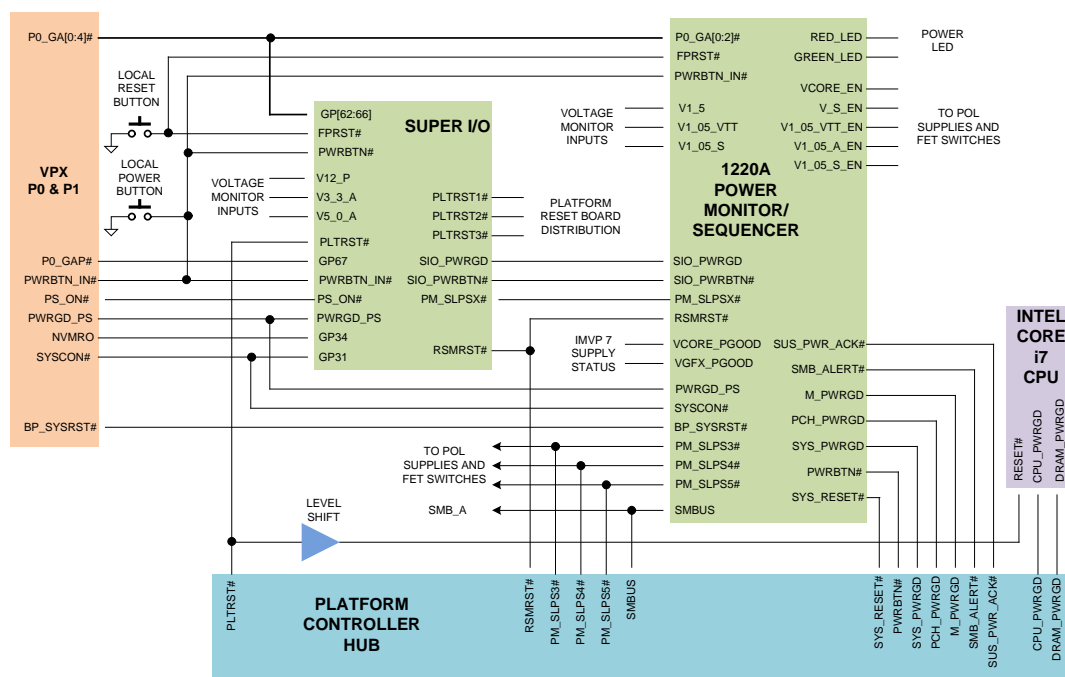 P0_GA[0:4]#
LOCAL
RESET
BUTTON
LOCAL
POWER
BUTTON
VPX
P0 & P1
P0_GAP#
PWRBTN_IN#
PS_ON#
PWRGD_PS
NVMRO
SYSCON#
BP_SYSRST#
VOLTAGE
MONITOR
INPUTS
SUPER I/O
GP[62:66]
FPRST#
PWRBTN#
V12_P
V3_3_A
V5_0_A
PLTRST#
GP67
PWRBTN_IN#
PS_ON#
PWRGD_PS
GP34
GP31
PLTRST1#
PLTRST2#
PLTRST3#
SIO_PWRGD
SIO_PWRBTN#
PM_SLPSX#
RSMRST#
PLATFORM
RESET BOARD
DISTRIBUTION
VOLTAGE
MONITOR
INPUTS
IMVP 7
SUPPLY
STATUS
TO POL
SUPPLIES AND
FET SWITCHES
SMB_A
1220A
POWER
MONITOR/
SEQUENCER
P0_GA[0:2]#
FPRST#
PWRBTN_IN#
V1_5
V1_05_VTT
V1_05_S
SIO_PWRGD
SIO_PWRBTN#
PM_SLPSX#
RSMRST#
VCORE_PGOOD
VGFX_PGOOD
PWRGD_PS
SYSCON#
BP_SYSRST#
PM_SLPS3#
PM_SLPS4#
PM_SLPS5#
SMBUS
RED_LED
GREEN_LED
VCORE_EN
V_S_EN
V1_05_VTT_EN
V1_05_A_EN
V1_05_S_EN
SUS_PWR_ACK#
SMB_ALERT#
M_PWRGD
PCH_PWRGD
SYS_PWRGD
PWRBTN#
SYS_RESET#
POWER
LED
TO POL
SUPPLIES AND
FET SWITCHES
INTEL
CORE
i7
CPU
RESET#
CPU_PWRGD
DRAM_PWRGD
LEVEL
SHIFT
PLATFORM
CONTROLLER
HUB
PLTRST#
RSMRST#
PM_SLPS3#
PM_SLPS4#
PM_SLPS5#
SMBUS
SYS_RESET#
PWRBTN#
SYS_PWRGD
PCH_PWRGD
M_PWRGD
SMB_ALERT#
SUS_PWR_ACK#
CPU_PWRGD
DRAM_PWRGD